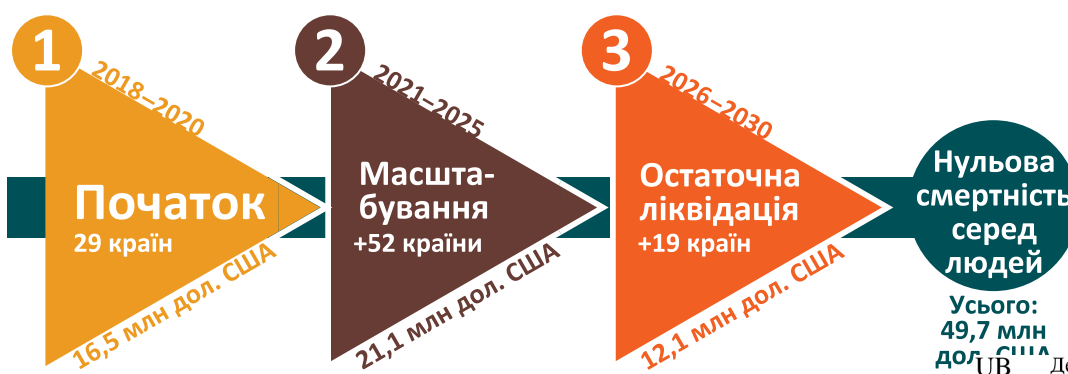 1
2018–2020
Початок
29 країн
16,5 млн дол. США
2
2021–2025
Масшта-
бування
+52 країни
21,1 млн дол. США
3
2026–2030
Остаточна
ліквідація
+19 країн
12,1 млн дол. США
Нульова
смертність
серед
людей
Усього:
49,7 млн
дол. США
UB